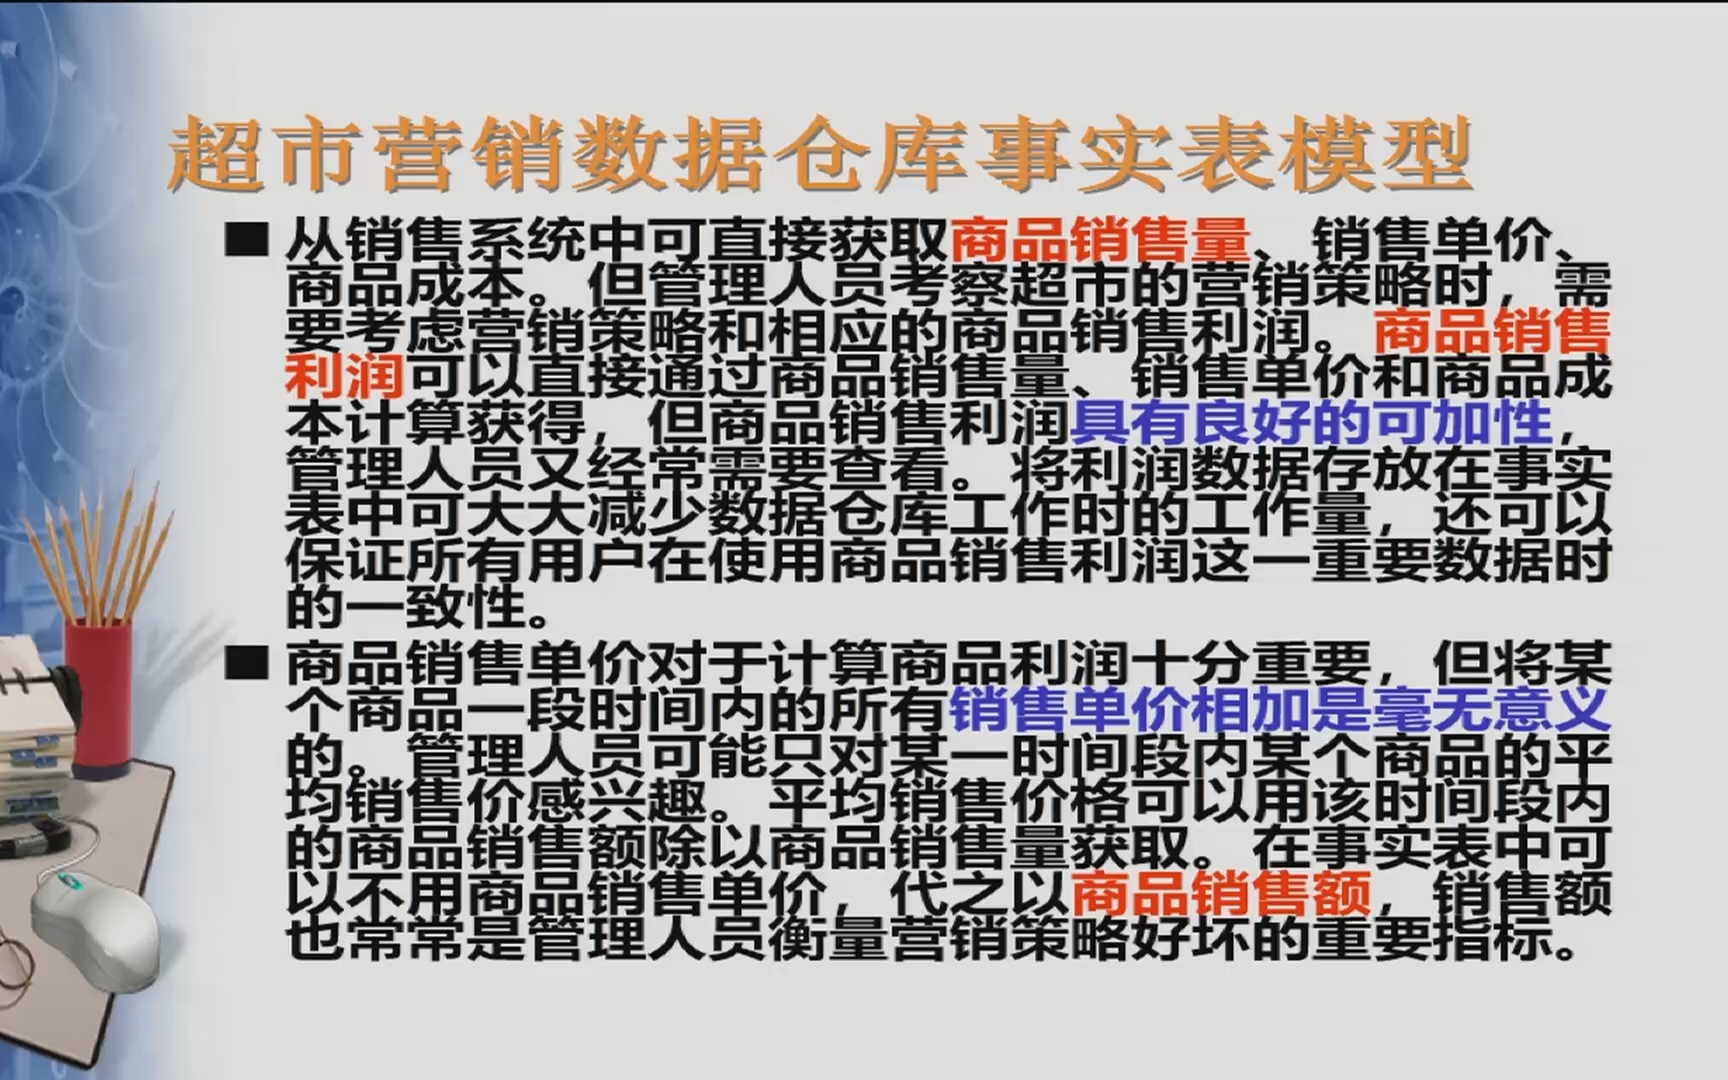 超市营销数据仓库事实表模型
■ 从销售系统中可直接获取商品销售量、销售单价、
商品成本。但管理人员考察超市的营销策略时，需
要考虑营销策略和相应的商品销售利润。商品销售
利润可以直接通过商品销售量、销售单价和商品成
本计算获得，但商品销售利润具有良好的可加性，
管理人员又经常需要查看。将利润数据存放在事实
表中可大大减少数据仓库工作时的工作量，还可以
保证所有用户在使用商品销售利润这一重要数据时
的一致性。
■ 商品销售单价对于计算商品利润十分重要，但将某
个商品一段时间内的所有销售单价相加是毫无意义
的。管理人员可能只对某一时间段内某个商品的平
均销售价感兴趣。平均销售价格可以用该时间段内
的商品销售额除以商品销售量获取。在事实表中可
以不用商品销售单价，代之以商品销售额，销售额
也常常是管理人员衡量营销策略好坏的重要指标。